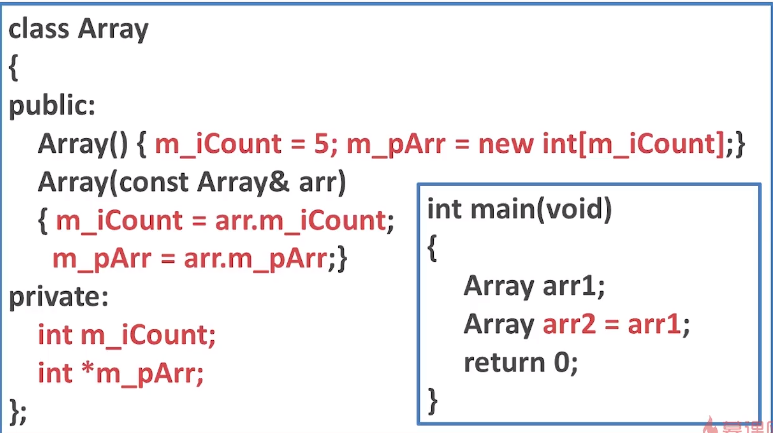 class Array
{
public:
Array() { m_iCount = 5; m_pArr = new int[m_iCount];}
Array(const Array& arr)
{ m_iCount = arr.m_iCount;
m_pArr = arr.m_pArr;}
private:
int m_iCount;
int *m_pArr;
};
int main(void)
{
Array arr1;
Array arr2 = arr1;
return 0;
}